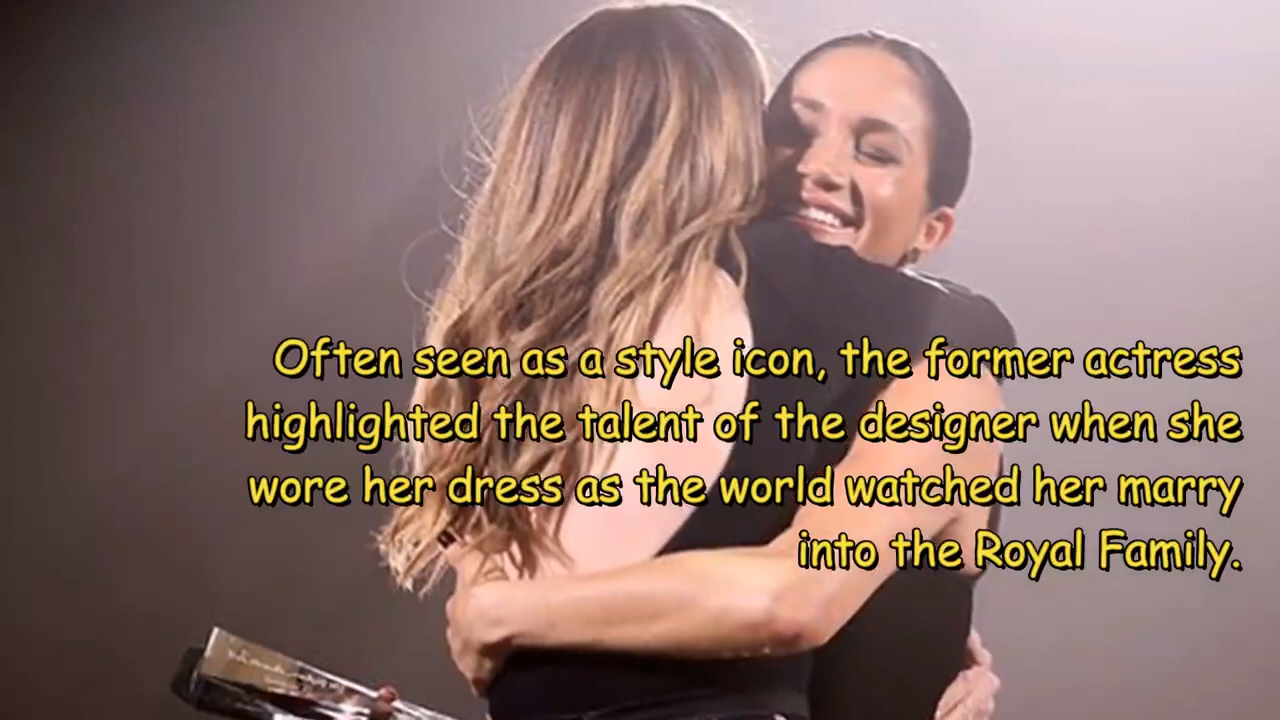 Often seen as a style icon, the former actress
highlighted the talent of the designer when she
wore her dress as the world watched her marry
into the Royal Family.